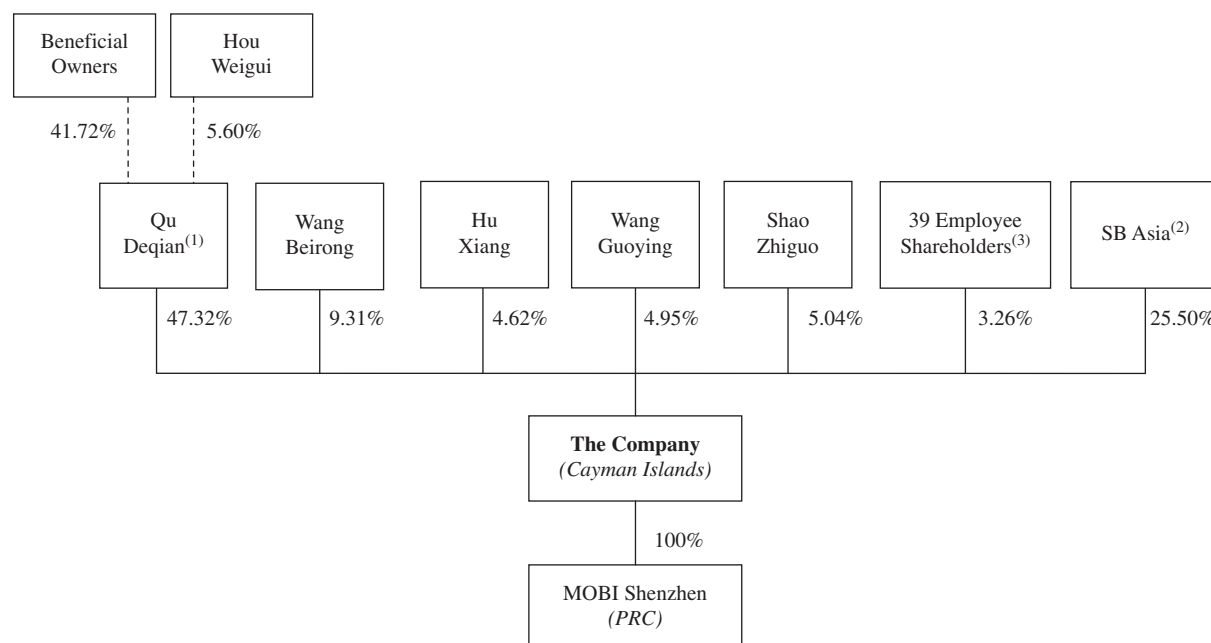 Beneficial
Owners
Hou
Weigui
41.72%
5.60%
Qu
Deqian(1)
Wang
Beirong
Hu
Xiang
Wang
Guoying
Shao
Zhiguo
39 Employee
Shareholders(3)
SB Asia(2)
47.32%
9.31%
4.62%
4.95%
5.04%
3.26%
25.50%
The Company
(Cayman Islands)
100%
MOBI Shenzhen
(PRC)